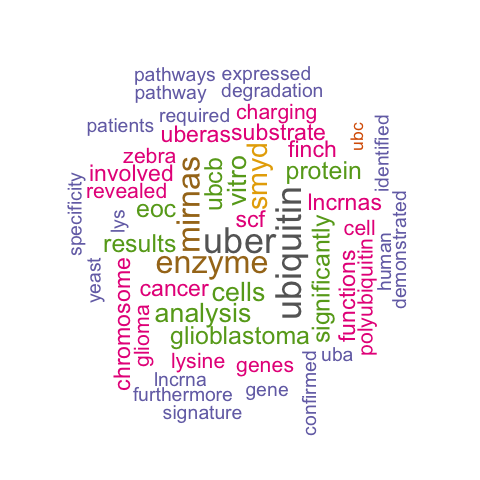 pathways expressed
pathway degradation
required charging
patients uberas substrate ubc
zebra finch identified
involved mirnas ubcb vitro smyd protein
revealed
specificity lys eoc scf lncrnas
results uber ubiquitin significantly cell
yeast enzyme functions polyubiquitin human demonstrated
chromosome cancer cells
glioma analysis
glioblastoma
lysine genes uba
lncrna
furthermore gene confirmed
signature